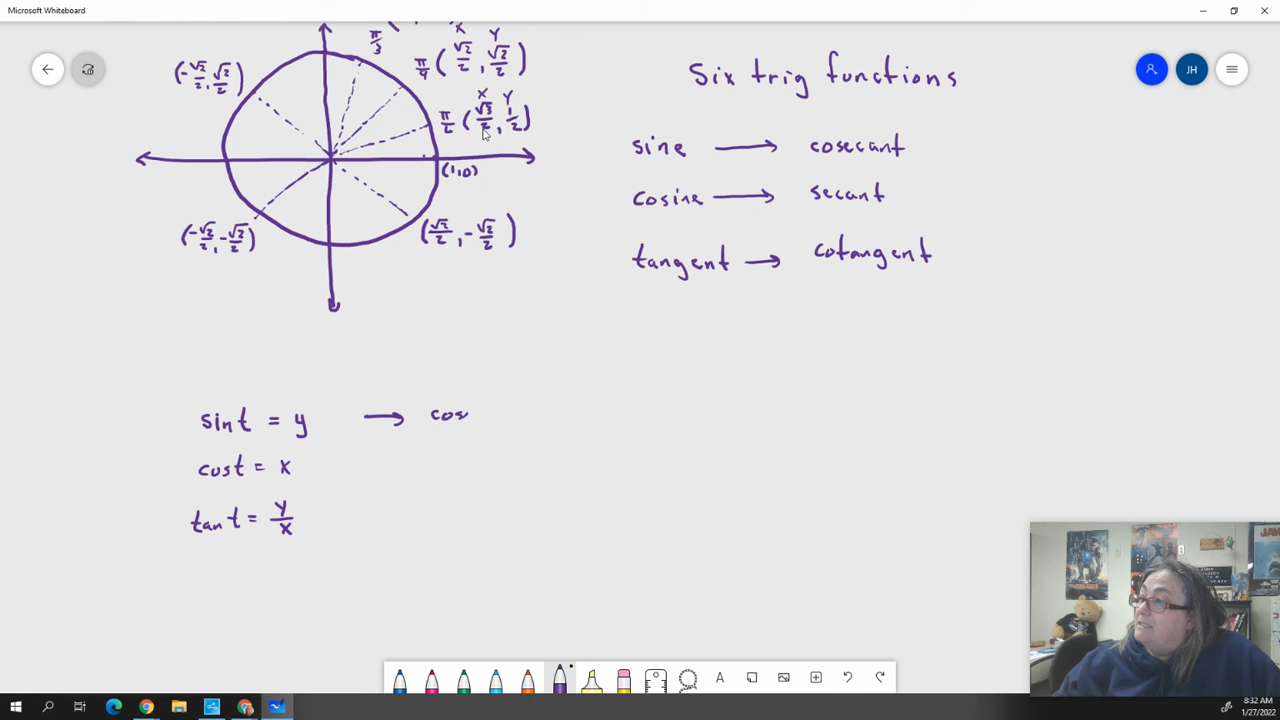 Microsoft Whiteboard
JH
π/3 (
x y
π/4 (√2/2, √2/2)
(-√2/2, √2/2)
x y
π/6 (√3/2, 1/2)
(1,0)
(-√2/2, -√2/2)
(√2/2, -√2/2)
Six trig functions
sine → cosecant
cosine → secant
tangent → cotangent
sin t = y → cos
cos t = x
tan t = y/x
A
JAWS
8:32 AM
1/27/2022